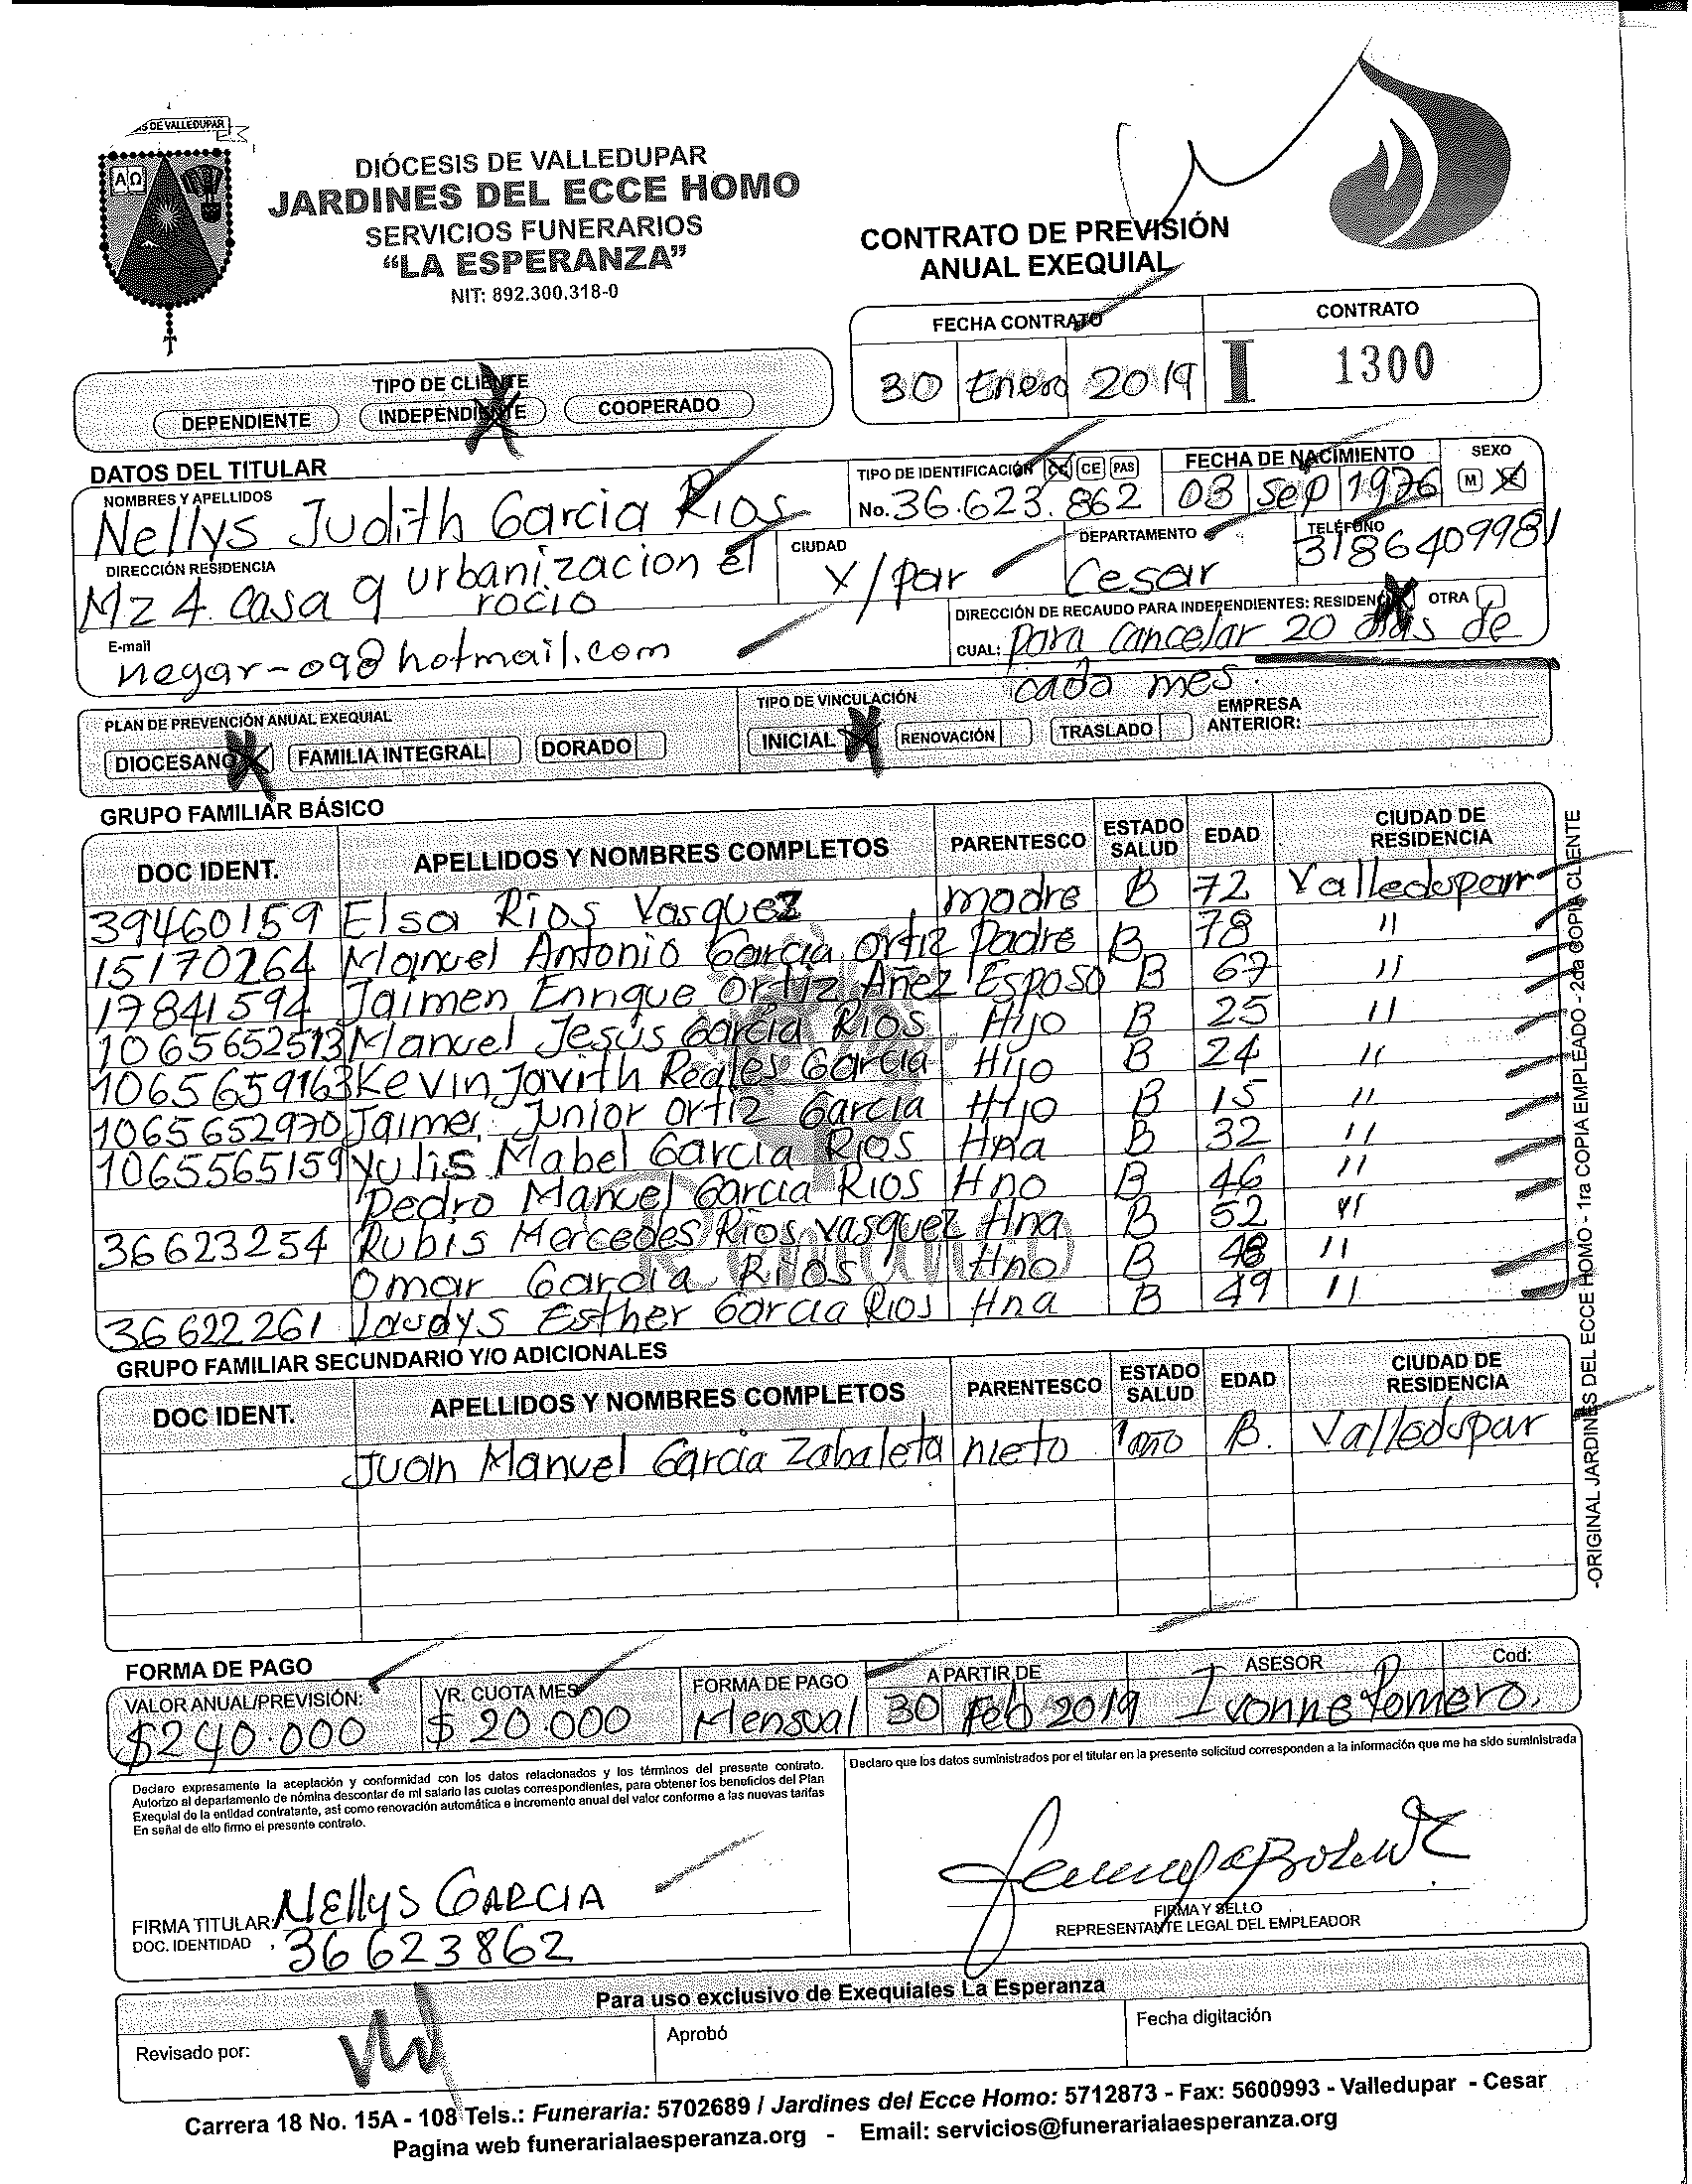 IS DE VALLEDUPAR
ΑΩ
DIÓCESIS DE VALLEDUPAR
JARDINES DEL ECCE HOMO
SERVICIOS FUNERARIOS
“LA ESPERANZA”
NIT: 892.300.318-0
CONTRATO DE PREVISIÓN
ANUAL EXEQUIAL
FECHA CONTRATO CONTRATO
30 Enero 2019 I 1300
TIPO DE CLIENTE
DEPENDIENTE INDEPENDIENTE X COOPERADO
DATOS DEL TITULAR
NOMBRES Y APELLIDOS
Nellys Judith Garcia Rios
TIPO DE IDENTIFICACIÓN CC CE PAS
No. 36.623.862
FECHA DE NACIMIENTO
03 Sep 1976
SEXO
M X
DIRECCIÓN RESIDENCIA
Mz 4 casa 9 urbanizacion el
rocio
CIUDAD
V/par
DEPARTAMENTO
Cesar
TELÉFONO
3186409981
E-mail
negar-09@hotmail.com
DIRECCIÓN DE RECAUDO PARA INDEPENDIENTES: RESIDENCIA X OTRA
CUAL: para cancelar 20 dias de
cada mes.
PLAN DE PREVENCIÓN ANUAL EXEQUIAL
DIOCESANO X FAMILIA INTEGRAL DORADO
TIPO DE VINCULACIÓN
INICIAL X RENOVACIÓN TRASLADO
EMPRESA
ANTERIOR:
GRUPO FAMILIAR BÁSICO
DOC IDENT. APELLIDOS Y NOMBRES COMPLETOS PARENTESCO ESTADO SALUD EDAD CIUDAD DE RESIDENCIA
39460159 Elsa Rios Vasquez madre B 72 Valledupar
15170264 Manuel Antonio Garcia Ortiz Padre B 78 "
17841594 Jaimen Enrique Ortiz Añez Esposo B 67 "
1065652513 Manuel Jesús Garcia Rios Hijo B 25 "
1065659163 Kevin Javith Reales Garcia Hijo B 24 "
1065652970 Jaimer Junior Ortiz Garcia Hijo B 15 "
1065565159 Yulis Mabel Garcia Rios Hna B 32 "
Pedro Manuel Garcia Rios Hno B 46 "
36623254 Rubis Mercedes Rios Vasquez Hna B 52 "
Omar Garcia Rios Hno B 48 "
36622261 Laudys Esther Garcia Rios Hna B 49 "
GRUPO FAMILIAR SECUNDARIO Y/O ADICIONALES
DOC IDENT. APELLIDOS Y NOMBRES COMPLETOS PARENTESCO ESTADO SALUD EDAD CIUDAD DE RESIDENCIA
Juan Manuel Garcia Zabaleta nieto 1 año B. Valledupar
-ORIGINAL JARDINES DEL ECCE HOMO - 1ra COPIA EMPLEADO - 2da COPIA CLIENTE
FORMA DE PAGO
VALOR ANUAL/PREVISIÓN: VR. CUOTA MES FORMA DE PAGO A PARTIR DE ASESOR Cod:
$240.000 $ 20.000 Mensual 30 Feb 2019 Ivonne Romero.
Declaro expresamente la aceptación y conformidad con los datos relacionados y los términos del presente contrato.
Autorizo al departamento de nómina descontar de mi salario las cuotas correspondientes, para obtener los beneficios del Plan
Exequial de la entidad contratante, así como renovación automática e incremento anual del valor conforme a las nuevas tarifas
En señal de ello firmo el presente contrato.
Declaro que los datos suministrados por el titular en la presente solicitud corresponden a la información que me ha sido suministrada
FIRMA TITULAR: Nellys GARCIA
DOC. IDENTIDAD 36623862
FIRMA Y SELLO
REPRESENTANTE LEGAL DEL EMPLEADOR
Para uso exclusivo de Exequiales La Esperanza
Revisado por: Aprobó Fecha digitación
Carrera 18 No. 15A - 108 Tels.: Funeraria: 5702689 / Jardines del Ecce Homo: 5712873 - Fax: 5600993 - Valledupar - Cesar
Pagina web funerarialaesperanza.org - Email: servicios@funerarialaesperanza.org